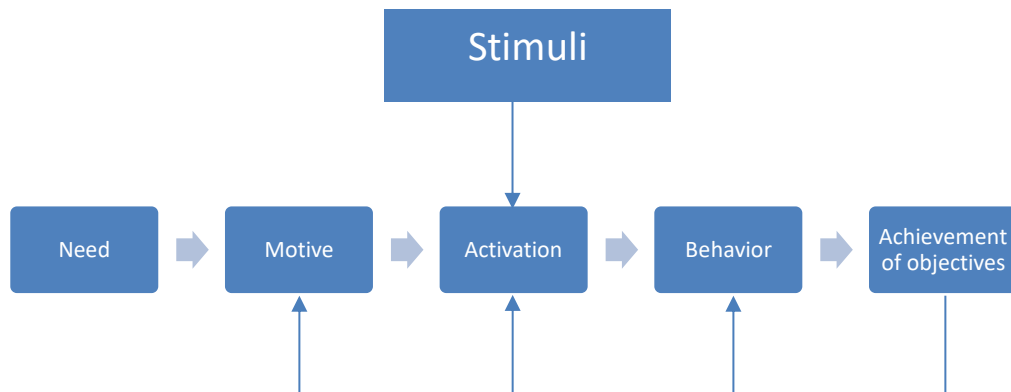 Stimuli
Need
Motive
Activation
Behavior
Achievement
of objectives